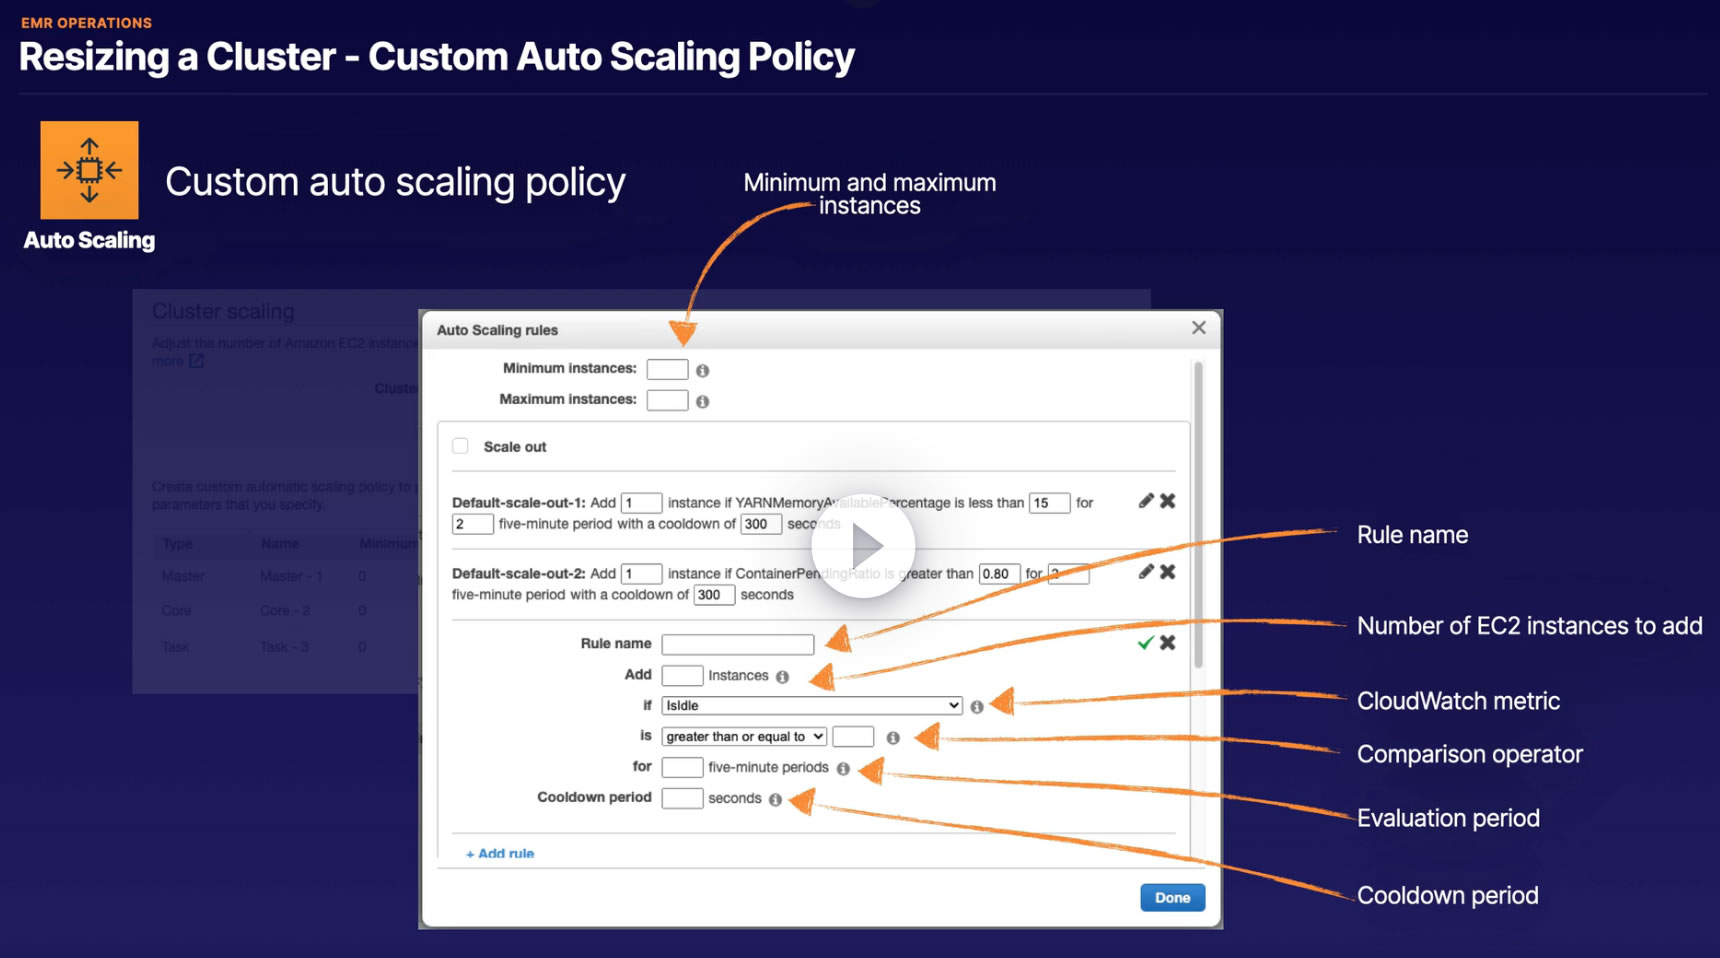 EMR OPERATIONS
Resizing a Cluster - Custom Auto Scaling Policy
Custom auto scaling policy
Auto Scaling
Minimum and maximum
instances
Cluster scaling
Adjust the number of Amazon EC2 instance
more
Cluste
Create custom automatic scaling policy to
parameters that you specify.
Type Name Minimum
Master Master - 1 0
Core Core - 2 0
Task Task - 3 0
Auto Scaling rules
Minimum instances:
Maximum instances:
Scale out
Default-scale-out-1: Add 1 instance if YARNMemoryAvailablePercentage is less than 15 for
2 five-minute period with a cooldown of 300 seconds
Default-scale-out-2: Add 1 instance if ContainerPendingRatio is greater than 0.80 for
five-minute period with a cooldown of 300 seconds
Rule name
Add Instances
if IsIdle
is greater than or equal to
for five-minute periods
Cooldown period seconds
+ Add rule
Done
Rule name
Number of EC2 instances to add
CloudWatch metric
Comparison operator
Evaluation period
Cooldown period